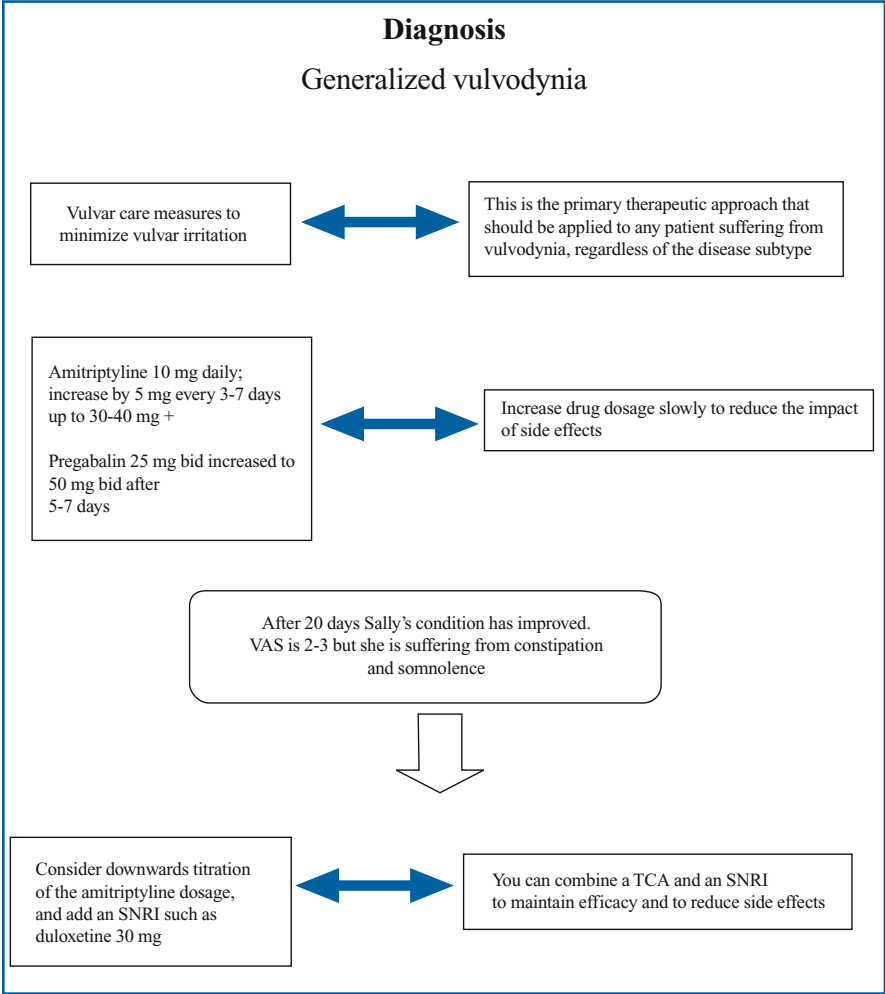 Diagnosis
Generalized vulvodynia
Vulvar care measures to
minimize vulvar irritation
This is the primary therapeutic approach that
should be applied to any patient suffering from
vulvodynia, regardless of the disease subtype
Amitriptyline 10 mg daily;
increase by 5 mg every 3-7 days
up to 30-40 mg +
Pregabalin 25 mg bid increased to
50 mg bid after
5-7 days
Increase drug dosage slowly to reduce the impact
of side effects
After 20 days Sally’s condition has improved.
VAS is 2-3 but she is suffering from constipation
and somnolence
Consider downwards titration
of the amitriptyline dosage,
and add an SNRI such as
duloxetine 30 mg
You can combine a TCA and an SNRI
to maintain efficacy and to reduce side effects